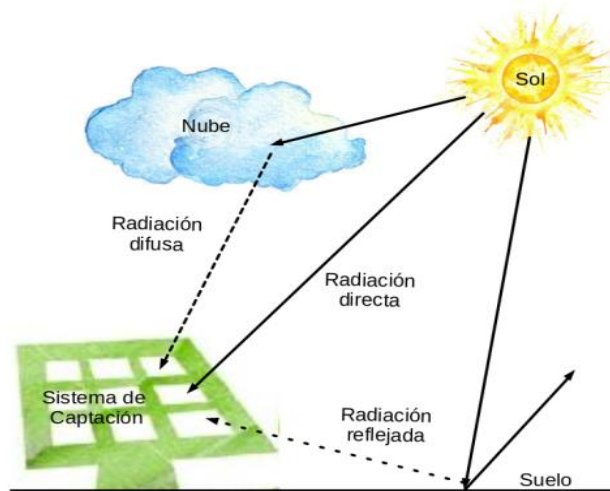 Sol
Nube
Radiación
difusa
Radiación
directa
Sistema de
Captación
Radiación
reflejada
Suelo